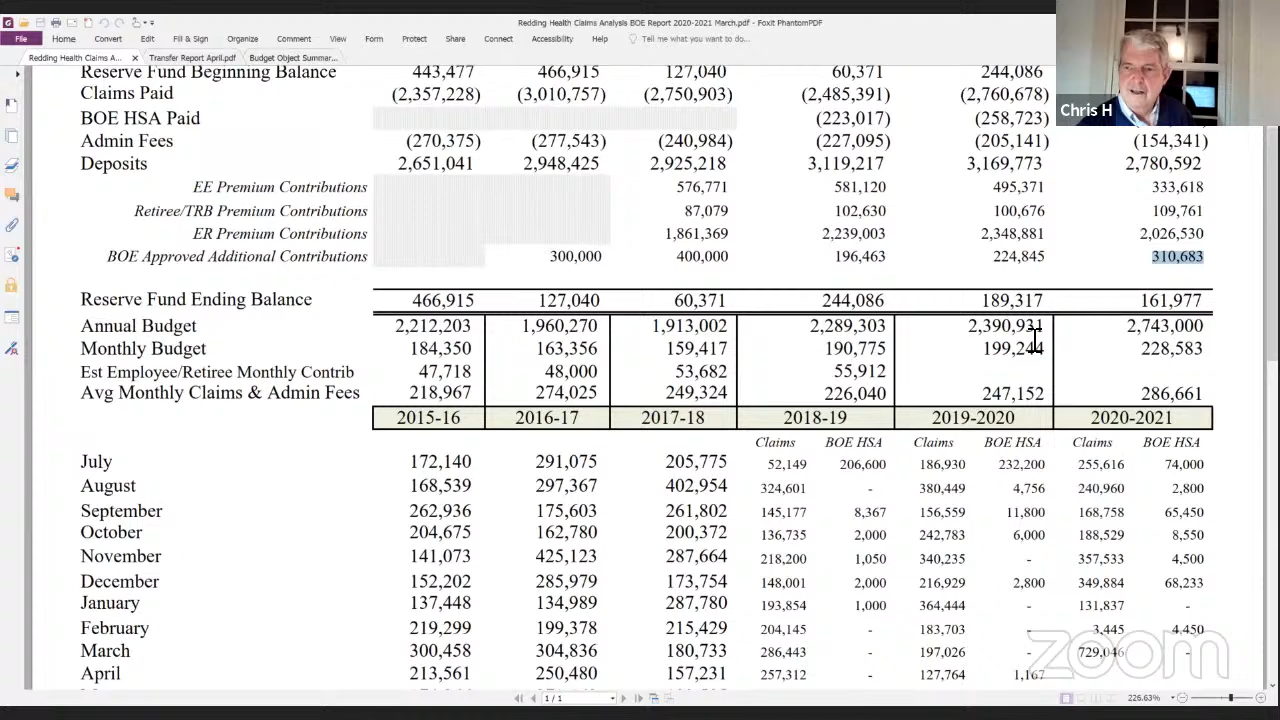 Redding Health Claims Analysis BOE Report 2020-2021 March.pdf - Foxit PhantomPDF
File Home Convert Edit Fill & Sign Organize Comment View Form Protect Share Connect Accessibility Help Tell me what you want to do...
Redding Health Claims A... Transfer Report April.pdf Budget Object Summar...
Chris H
Reserve Fund Beginning Balance 443,477 466,915 127,040 60,371 244,086
Claims Paid (2,357,228) (3,010,757) (2,750,903) (2,485,391) (2,760,678)
BOE HSA Paid (223,017) (258,723)
Admin Fees (270,375) (277,543) (240,984) (227,095) (205,141) (154,341)
Deposits 2,651,041 2,948,425 2,925,218 3,119,217 3,169,773 2,780,592
EE Premium Contributions 576,771 581,120 495,371 333,618
Retiree/TRB Premium Contributions 87,079 102,630 100,676 109,761
ER Premium Contributions 1,861,369 2,239,003 2,348,881 2,026,530
BOE Approved Additional Contributions 300,000 400,000 196,463 224,845 310,683
Reserve Fund Ending Balance 466,915 127,040 60,371 244,086 189,317 161,977
Annual Budget 2,212,203 1,960,270 1,913,002 2,289,303 2,390,931 2,743,000
Monthly Budget 184,350 163,356 159,417 190,775 199,244 228,583
Est Employee/Retiree Monthly Contrib 47,718 48,000 53,682 55,912
Avg Monthly Claims & Admin Fees 218,967 274,025 249,324 226,040 247,152 286,661
2015-16 2016-17 2017-18 2018-19 2019-2020 2020-2021
Claims BOE HSA Claims BOE HSA Claims BOE HSA
July 172,140 291,075 205,775 52,149 206,600 186,930 232,200 255,616 74,000
August 168,539 297,367 402,954 324,601 - 380,449 4,756 240,960 2,800
September 262,936 175,603 261,802 145,177 8,367 156,559 11,800 168,758 65,450
October 204,675 162,780 200,372 136,735 2,000 242,783 6,000 188,529 8,550
November 141,073 425,123 287,664 218,200 1,050 340,235 - 357,533 4,500
December 152,202 285,979 173,754 148,001 2,000 216,929 2,800 349,884 68,233
January 137,448 134,989 287,780 193,854 1,000 364,444 - 131,837 -
February 219,299 199,378 215,429 204,145 - 183,703 - 3,445 4,450
March 300,458 304,836 180,733 286,443 - 197,026 - 729,046 -
April 213,561 250,480 157,231 257,312 - 127,764 1,167
zoom
1 / 1 226.63%